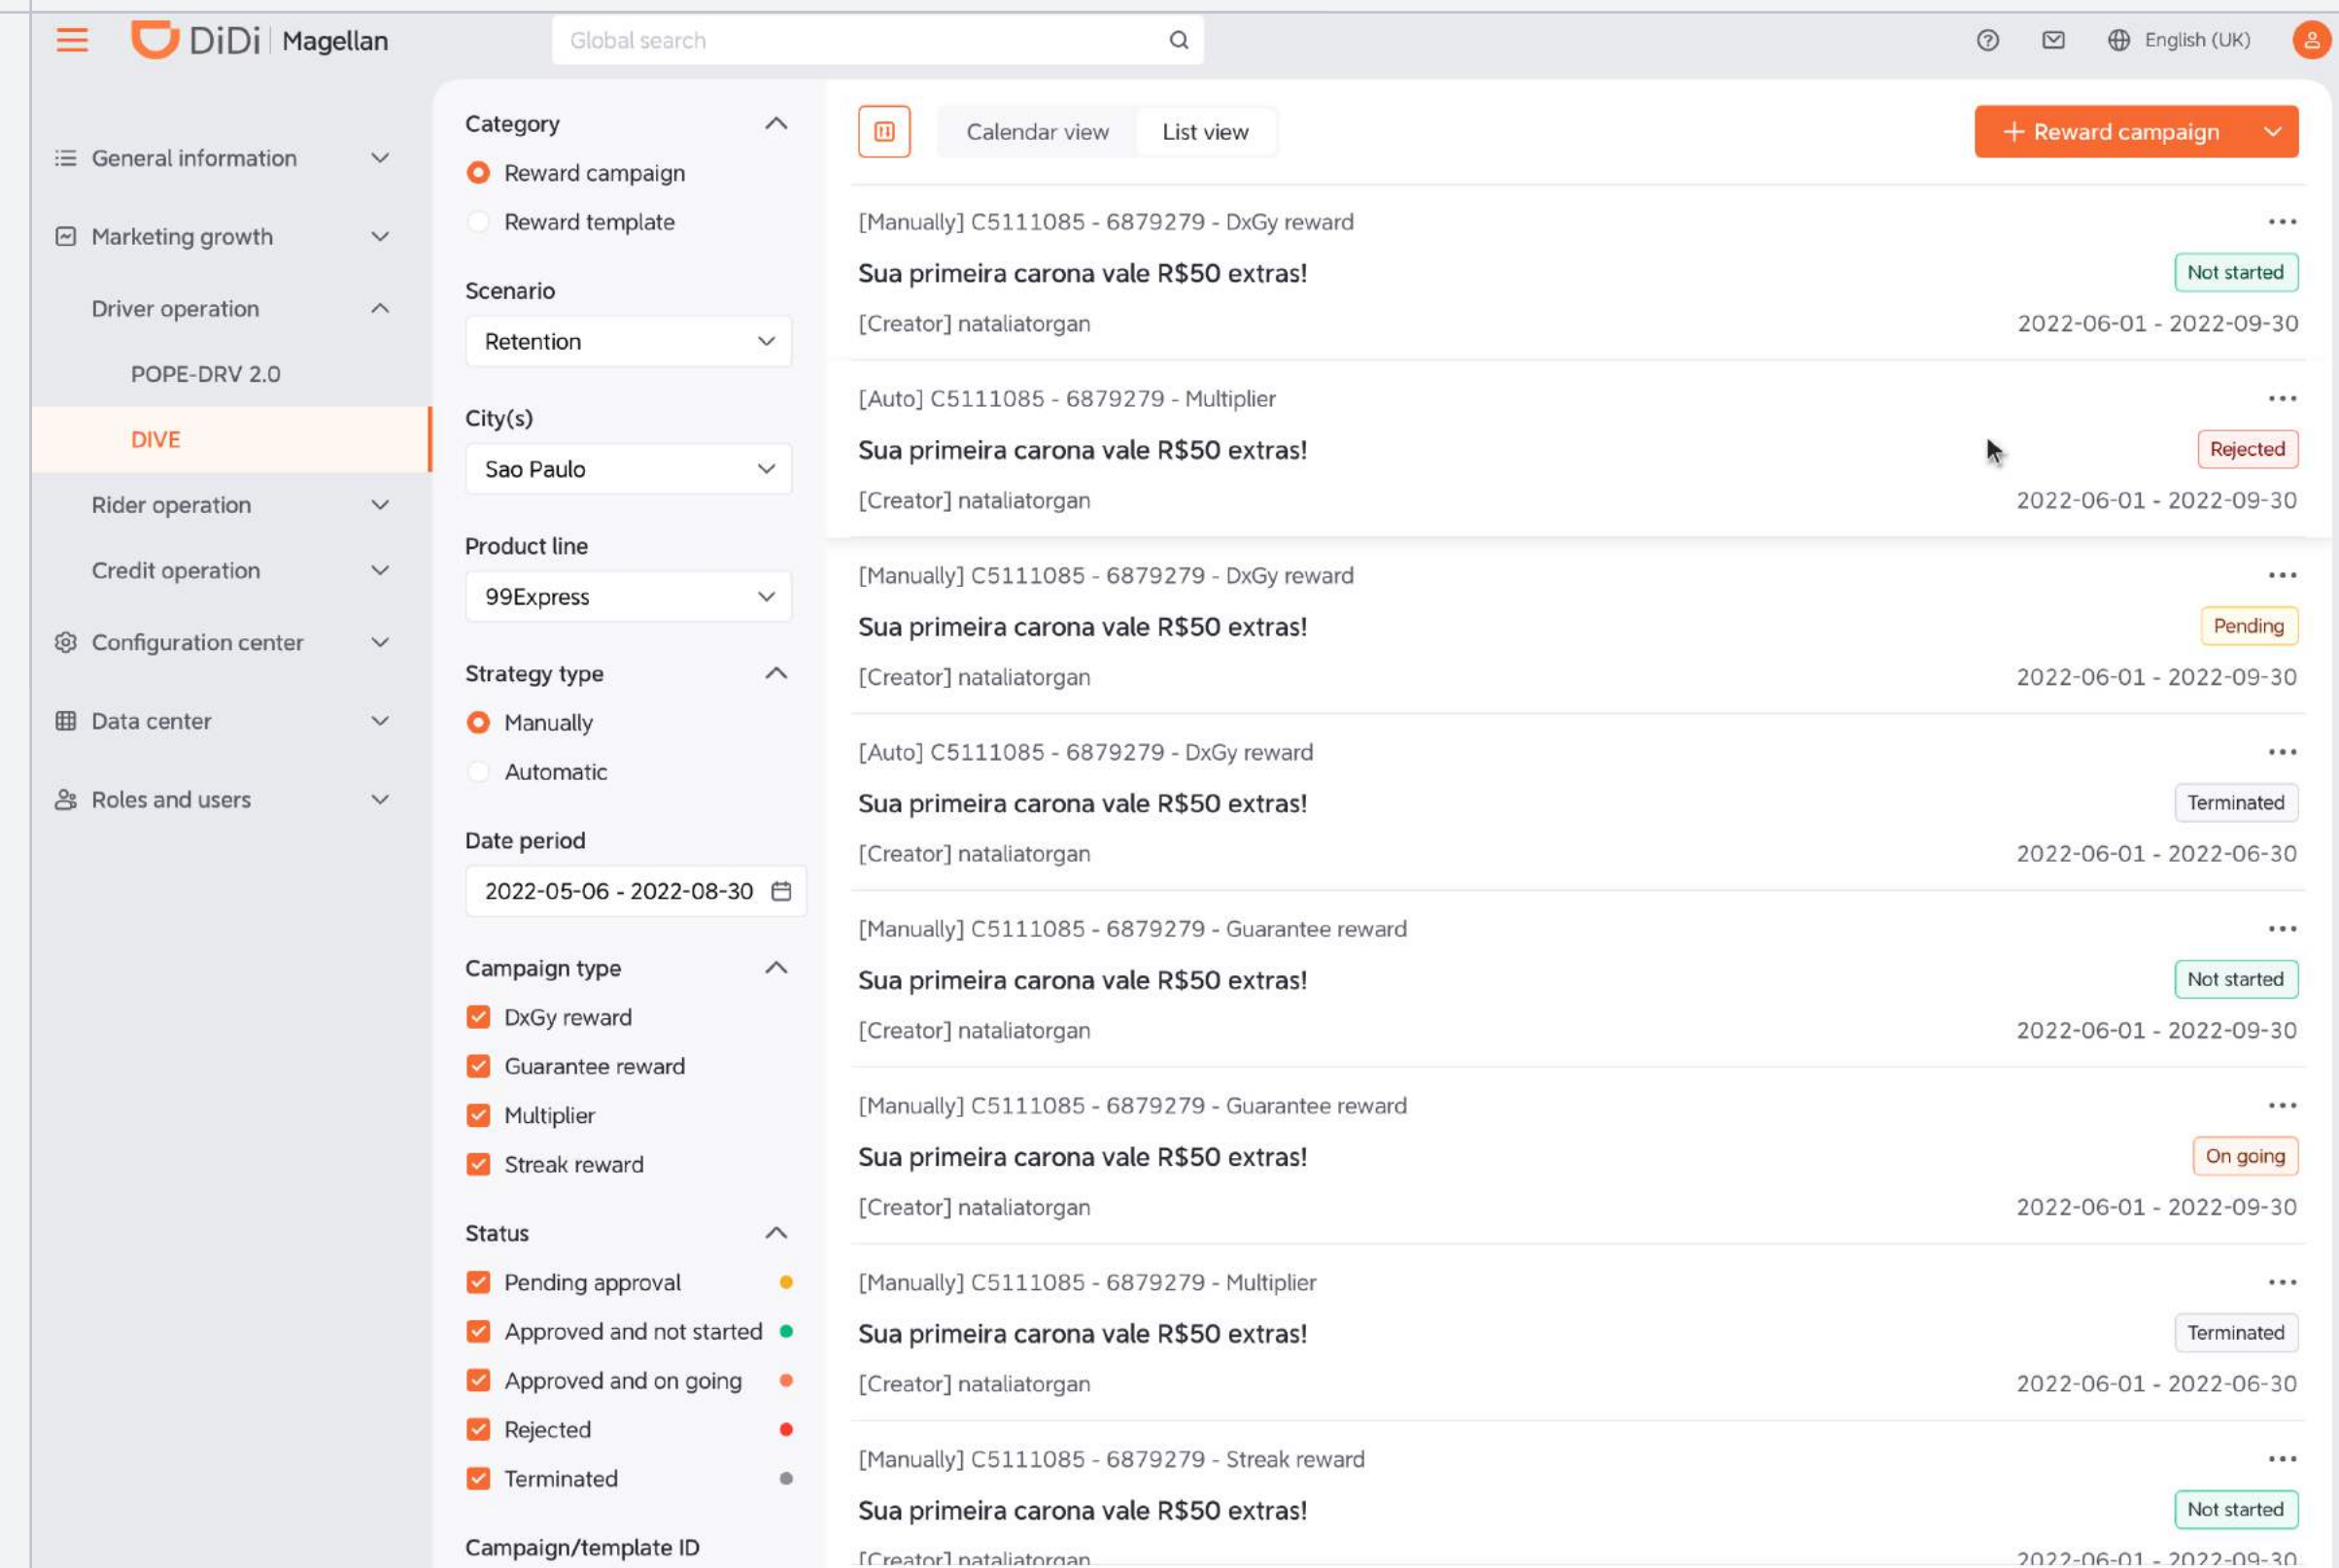 DiDi Magellan
Global search
English (UK)
General information
Marketing growth
Driver operation
POPE-DRV 2.0
DIVE
Rider operation
Credit operation
Configuration center
Data center
Roles and users
Category
Reward campaign
Reward template
Scenario
Retention
City(s)
Sao Paulo
Product line
99Express
Strategy type
Manually
Automatic
Date period
2022-05-06 - 2022-08-30
Campaign type
DxGy reward
Guarantee reward
Multiplier
Streak reward
Status
Pending approval
Approved and not started
Approved and on going
Rejected
Terminated
Campaign/template ID
Calendar view List view + Reward campaign
[Manually] C5111085 - 6879279 - DxGy reward
Sua primeira carona vale R$50 extras! Not started
[Creator] nataliatorgan 2022-06-01 - 2022-09-30
[Auto] C5111085 - 6879279 - Multiplier
Sua primeira carona vale R$50 extras! Rejected
[Creator] nataliatorgan 2022-06-01 - 2022-09-30
[Manually] C5111085 - 6879279 - DxGy reward
Sua primeira carona vale R$50 extras! Pending
[Creator] nataliatorgan 2022-06-01 - 2022-09-30
[Auto] C5111085 - 6879279 - DxGy reward
Sua primeira carona vale R$50 extras! Terminated
[Creator] nataliatorgan 2022-06-01 - 2022-06-30
[Manually] C5111085 - 6879279 - Guarantee reward
Sua primeira carona vale R$50 extras! Not started
[Creator] nataliatorgan 2022-06-01 - 2022-09-30
[Manually] C5111085 - 6879279 - Guarantee reward
Sua primeira carona vale R$50 extras! On going
[Creator] nataliatorgan 2022-06-01 - 2022-09-30
[Manually] C5111085 - 6879279 - Multiplier
Sua primeira carona vale R$50 extras! Terminated
[Creator] nataliatorgan 2022-06-01 - 2022-06-30
[Manually] C5111085 - 6879279 - Streak reward
Sua primeira carona vale R$50 extras! Not started
[Creator] nataliatorgan 2022-06-01 - 2022-09-30